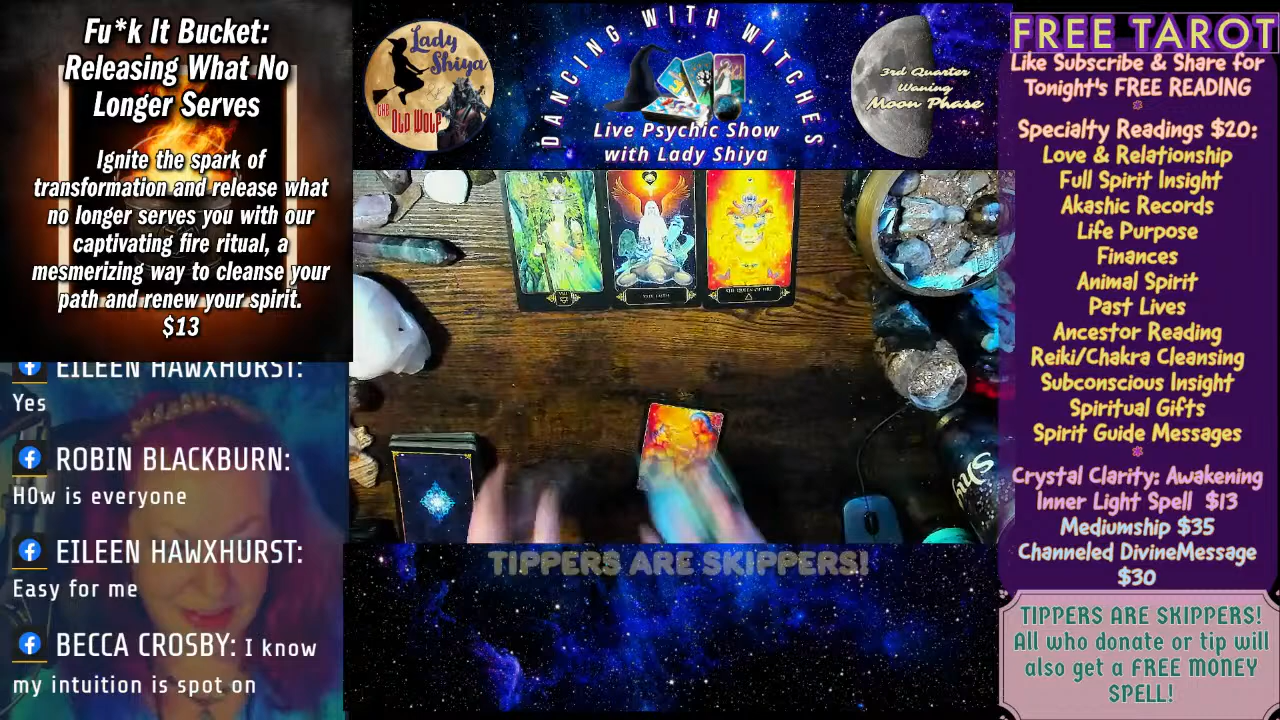 Fu*k It Bucket:
Releasing What No
Longer Serves
Ignite the spark of
transformation and release what
no longer serves you with our
captivating fire ritual, a
mesmerizing way to cleanse your
path and renew your spirit.
$13
EILEEN HAWXHURST:
Yes
ROBIN BLACKBURN:
HOw is everyone
EILEEN HAWXHURST:
Easy for me
BECCA CROSBY: I know
my intuition is spot on
Lady
Shiya
the Old Wolf
DANCING WITH WITCHES
Live Psychic Show
with Lady Shiya
3rd Quarter
Waning
Moon Phase
TIPPERS ARE SKIPPERS!
FREE TAROT
Like Subscribe & Share for
Tonight's FREE READING
*
Specialty Readings $20:
Love & Relationship
Full Spirit Insight
Akashic Records
Life Purpose
Finances
Animal Spirit
Past Lives
Ancestor Reading
Reiki/Chakra Cleansing
Subconscious Insight
Spiritual Gifts
Spirit Guide Messages
*
Crystal Clarity: Awakening
Inner Light Spell $13
Mediumship $35
Channeled DivineMessage
$30
TIPPERS ARE SKIPPERS!
All who donate or tip will
also get a FREE MONEY
SPELL!